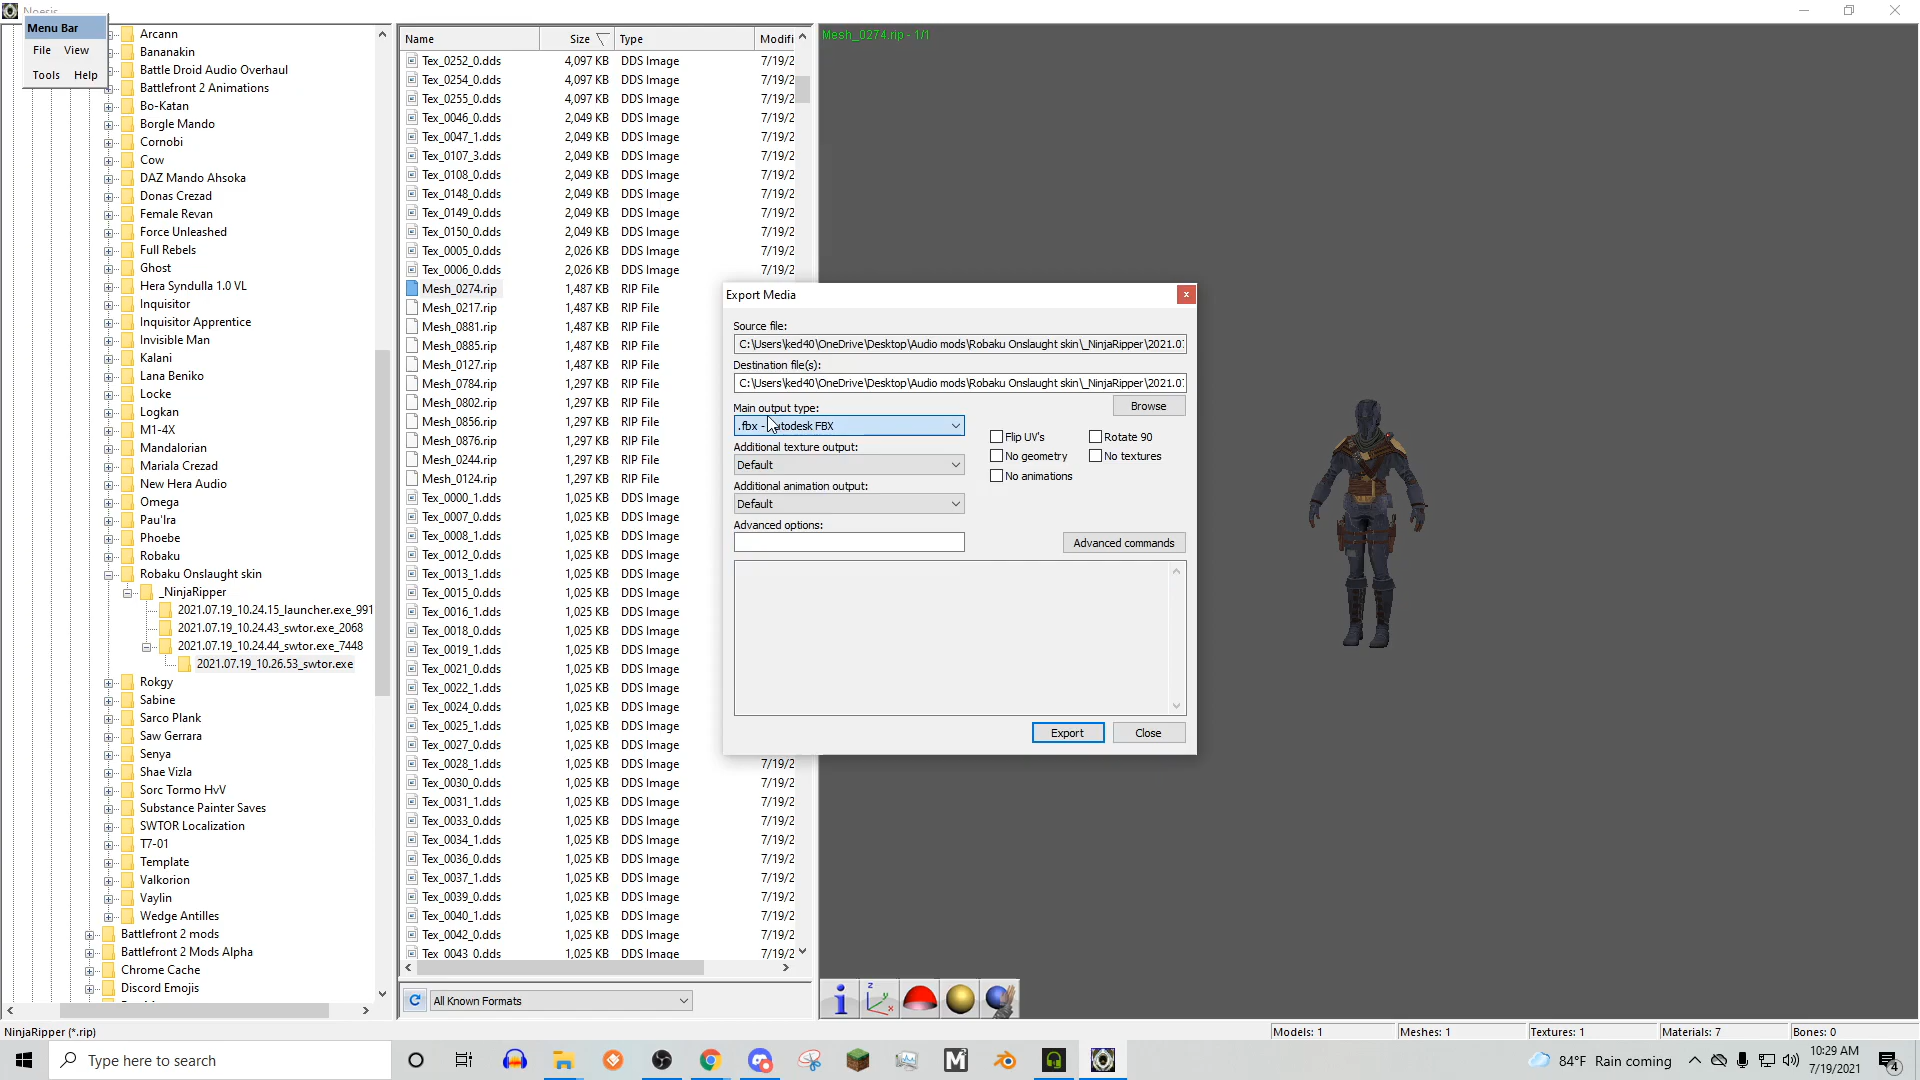 Noesis
Menu Bar
File View
Tools Help
Arcann
Bananakin
Battle Droid Audio Overhaul
Battlefront 2 Animations
Bo-Katan
Borgle Mando
Cornobi
Cow
DAZ Mando Ahsoka
Donas Crezad
Female Revan
Force Unleashed
Full Rebels
Ghost
Hera Syndulla 1.0 VL
Inquisitor
Inquisitor Apprentice
Invisible Man
Kalani
Lana Beniko
Locke
Logkan
M1-4X
Mandalorian
Mariala Crezad
New Hera Audio
Omega
Pau'Ira
Phoebe
Robaku
Robaku Onslaught skin
_NinjaRipper
2021.07.19_10.24.15_launcher.exe_991
2021.07.19_10.24.43_swtor.exe_2068
2021.07.19_10.24.44_swtor.exe_7448
2021.07.19_10.26.53_swtor.exe
Rokgy
Sabine
Sarco Plank
Saw Gerrara
Senya
Shae Vizla
Sorc Tormo HvV
Substance Painter Saves
SWTOR Localization
T7-01
Template
Valkorion
Vaylin
Wedge Antilles
Battlefront 2 mods
Battlefront 2 Mods Alpha
Chrome Cache
Discord Emojis
Name Size Type Modifi
Tex_0252_0.dds 4,097 KB DDS Image 7/19/2
Tex_0254_0.dds 4,097 KB DDS Image 7/19/2
Tex_0255_0.dds 4,097 KB DDS Image 7/19/2
Tex_0046_0.dds 2,049 KB DDS Image 7/19/2
Tex_0047_1.dds 2,049 KB DDS Image 7/19/2
Tex_0107_3.dds 2,049 KB DDS Image 7/19/2
Tex_0108_0.dds 2,049 KB DDS Image 7/19/2
Tex_0148_0.dds 2,049 KB DDS Image 7/19/2
Tex_0149_0.dds 2,049 KB DDS Image 7/19/2
Tex_0150_0.dds 2,049 KB DDS Image 7/19/2
Tex_0005_0.dds 2,026 KB DDS Image 7/19/2
Tex_0006_0.dds 2,026 KB DDS Image 7/19/2
Mesh_0274.rip 1,487 KB RIP File
Mesh_0217.rip 1,487 KB RIP File
Mesh_0881.rip 1,487 KB RIP File
Mesh_0885.rip 1,487 KB RIP File
Mesh_0127.rip 1,487 KB RIP File
Mesh_0784.rip 1,297 KB RIP File
Mesh_0802.rip 1,297 KB RIP File
Mesh_0856.rip 1,297 KB RIP File
Mesh_0876.rip 1,297 KB RIP File
Mesh_0244.rip 1,297 KB RIP File
Mesh_0124.rip 1,297 KB RIP File
Tex_0000_1.dds 1,025 KB DDS Image
Tex_0007_0.dds 1,025 KB DDS Image
Tex_0008_1.dds 1,025 KB DDS Image
Tex_0012_0.dds 1,025 KB DDS Image
Tex_0013_1.dds 1,025 KB DDS Image
Tex_0015_0.dds 1,025 KB DDS Image
Tex_0016_1.dds 1,025 KB DDS Image
Tex_0018_0.dds 1,025 KB DDS Image
Tex_0019_1.dds 1,025 KB DDS Image
Tex_0021_0.dds 1,025 KB DDS Image
Tex_0022_1.dds 1,025 KB DDS Image
Tex_0024_0.dds 1,025 KB DDS Image
Tex_0025_1.dds 1,025 KB DDS Image
Tex_0027_0.dds 1,025 KB DDS Image
Tex_0028_1.dds 1,025 KB DDS Image 7/19/2
Tex_0030_0.dds 1,025 KB DDS Image 7/19/2
Tex_0031_1.dds 1,025 KB DDS Image 7/19/2
Tex_0033_0.dds 1,025 KB DDS Image 7/19/2
Tex_0034_1.dds 1,025 KB DDS Image 7/19/2
Tex_0036_0.dds 1,025 KB DDS Image 7/19/2
Tex_0037_1.dds 1,025 KB DDS Image 7/19/2
Tex_0039_0.dds 1,025 KB DDS Image 7/19/2
Tex_0040_1.dds 1,025 KB DDS Image 7/19/2
Tex_0042_0.dds 1,025 KB DDS Image 7/19/2
Tex_0043_0.dds 1,025 KB DDS Image 7/19/2
All Known Formats
Mesh_0274.rip - 1/1
Export Media
Source file:
C:\Users\ked40\OneDrive\Desktop\Audio mods\Robaku Onslaught skin\_NinjaRipper\2021.0
Destination file(s):
C:\Users\ked40\OneDrive\Desktop\Audio mods\Robaku Onslaught skin\_NinjaRipper\2021.0
Browse
Main output type:
.fbx - utodesk FBX
Flip UV's Rotate 90
Additional texture output:
No geometry No textures
Default
No animations
Additional animation output:
Default
Advanced options:
Advanced commands
Export Close
NinjaRipper (*.rip) Models: 1 Meshes: 1 Textures: 1 Materials: 7 Bones: 0
Type here to search
84°F Rain coming
10:29 AM
7/19/2021
4